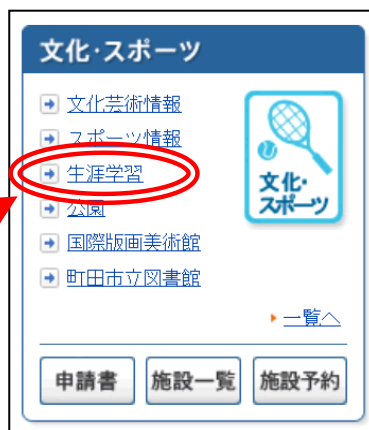 文化・スポーツ
文化芸術情報
スポーツ情報
生涯学習
公園
国際版画美術館
町田市立図書館
文化・
スポーツ
一覧へ
申請書
施設一覧
施設予約